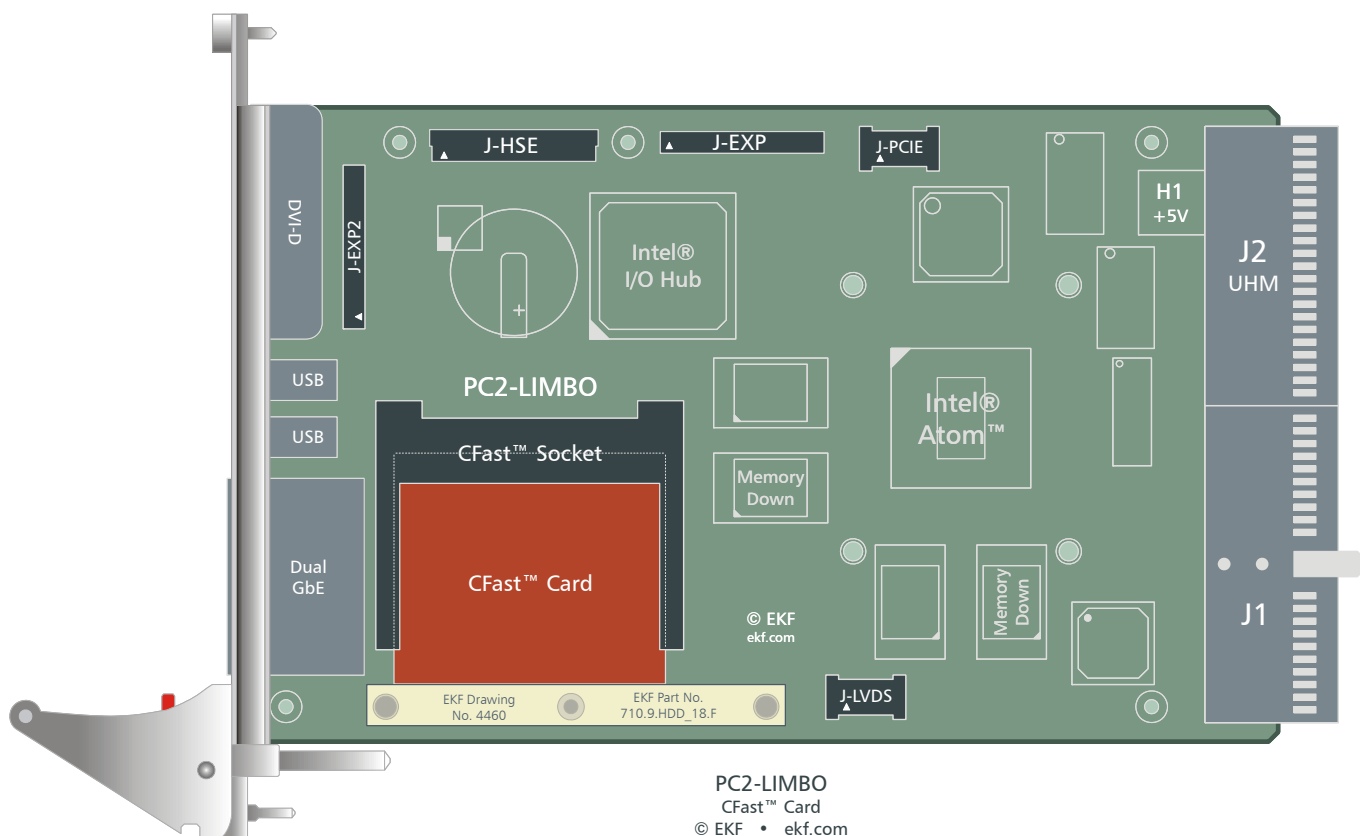 J-HSE
J-EXP
J-PCIE
H1
+5V
DVI-D
J-EXP2
Intel®
I/O Hub
+
J2
UHM
USB
PC2-LIMBO
USB
CFast™ Socket
Intel®
Atom™
Memory
Down
Dual
GbE
CFast™ Card
Memory
Down
© EKF
ekf.com
J1
J-LVDS
EKF Drawing
No. 4460
EKF Part No.
710.9.HDD_18.F
PC2-LIMBO
CFast™ Card
© EKF • ekf.com